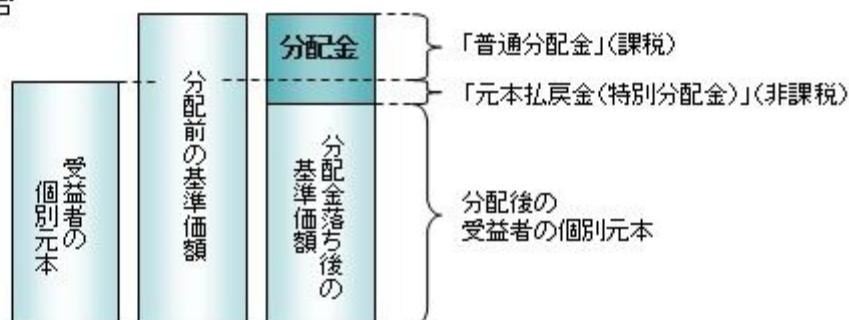 分配金
「普通分配金」(課税)
「元本払戻金(特別分配金)」(非課税)
受益者の
個別元本
分配前の基準価額
分配金落ち後の
基準価額
分配後の
受益者の個別元本